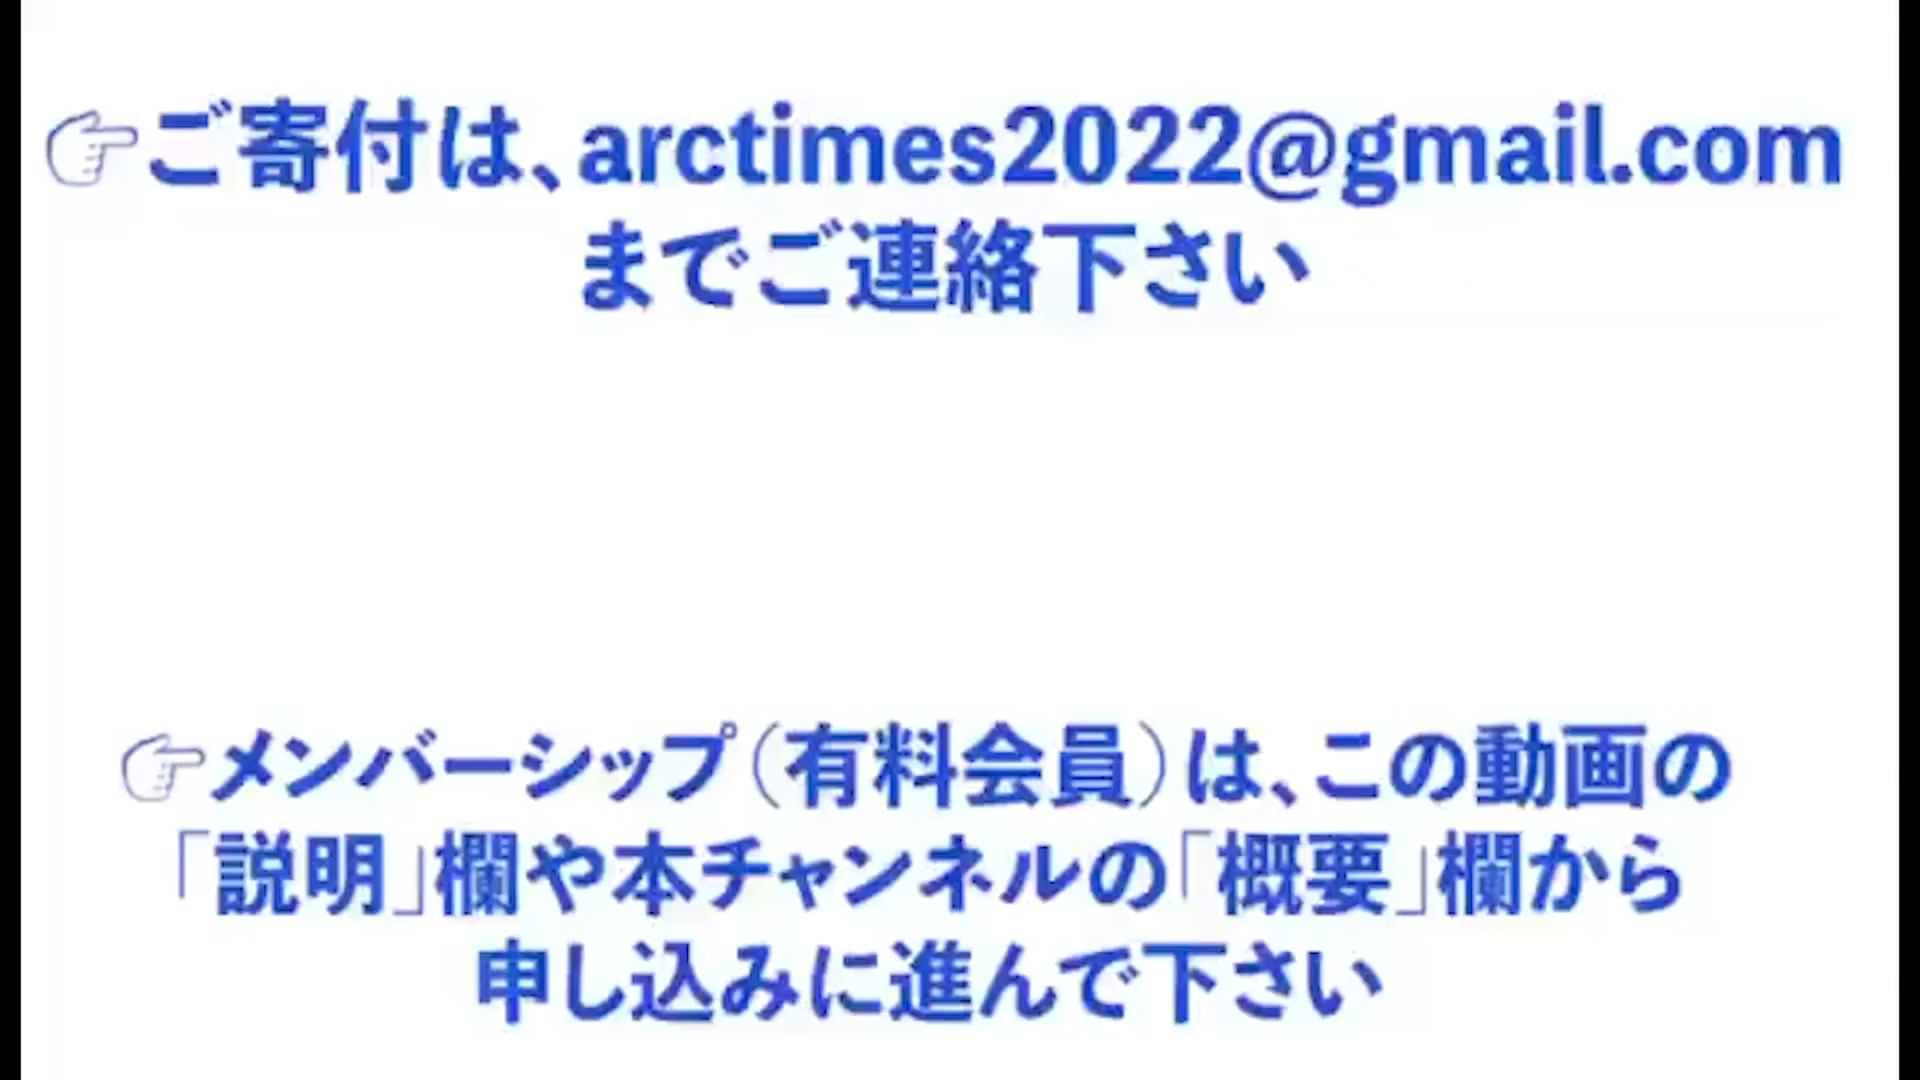 👉ご寄付は、arctimes2022@gmail.com
までご連絡下さい
👉メンバーシップ(有料会員)は、この動画の
「説明」欄や本チャンネルの「概要」欄から
申し込みに進んで下さい